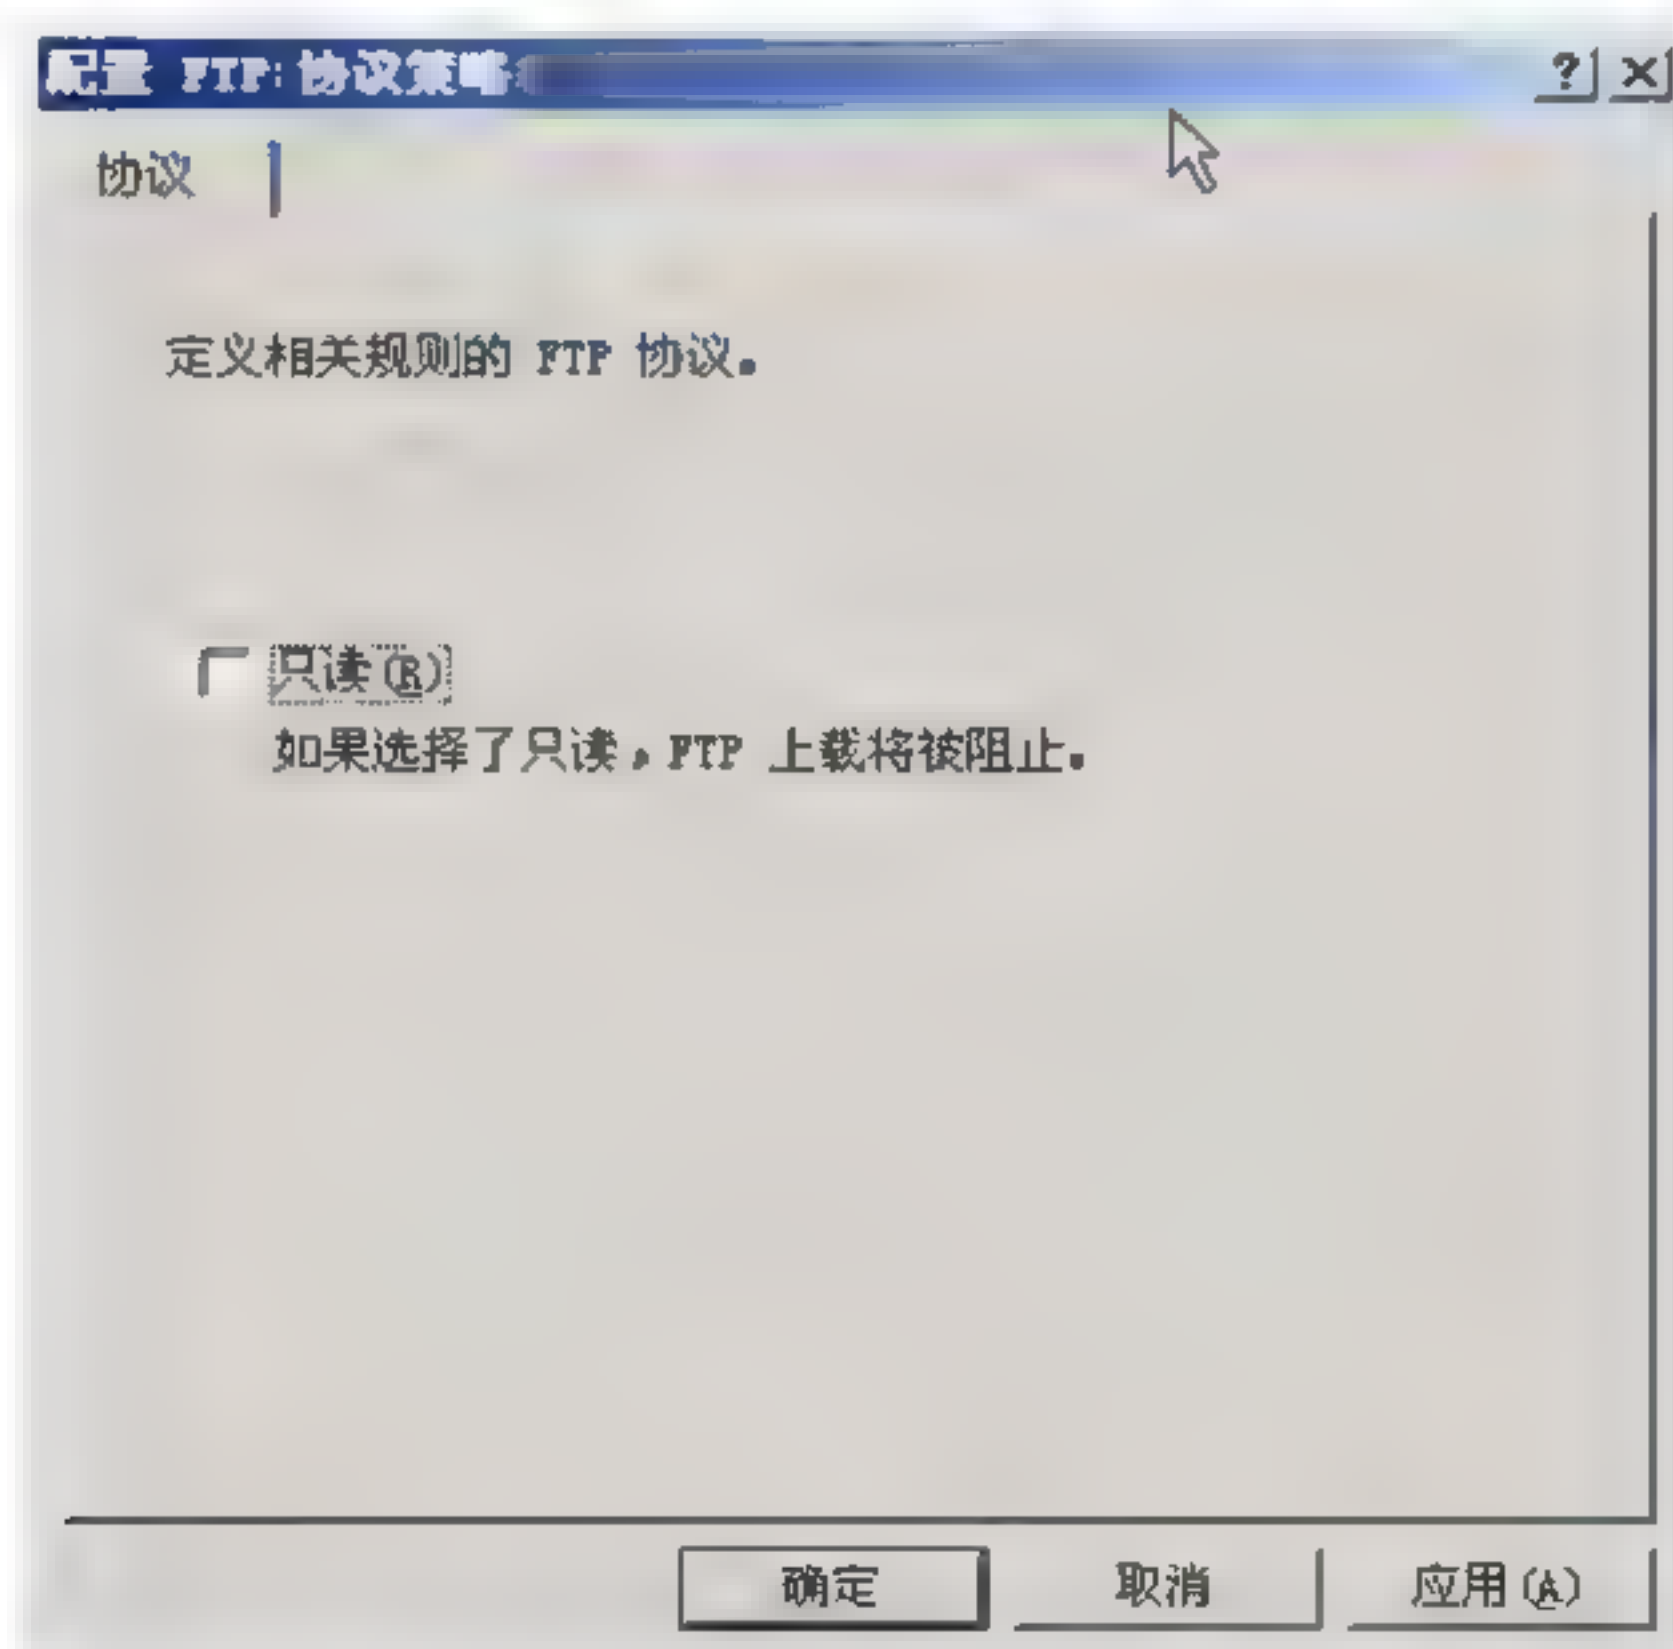 配置 FTP:协议策略
协议
定义相关规则的 FTP 协议。
只读(R)
如果选择了只读,FTP 上载将被阻止。
确定 取消 应用(A)